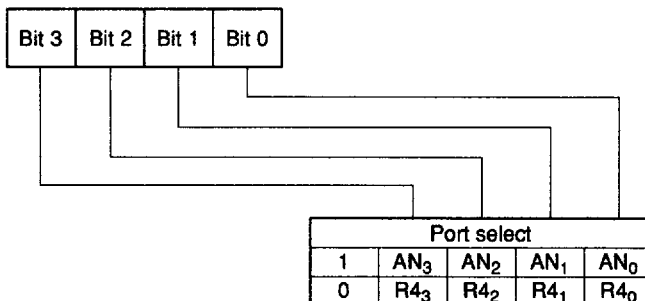 Bit 3 Bit 2 Bit 1 Bit 0
Port select
1 AN₃ AN₂ AN₁ AN₀
0 R4₃ R4₂ R4₁ R4₀